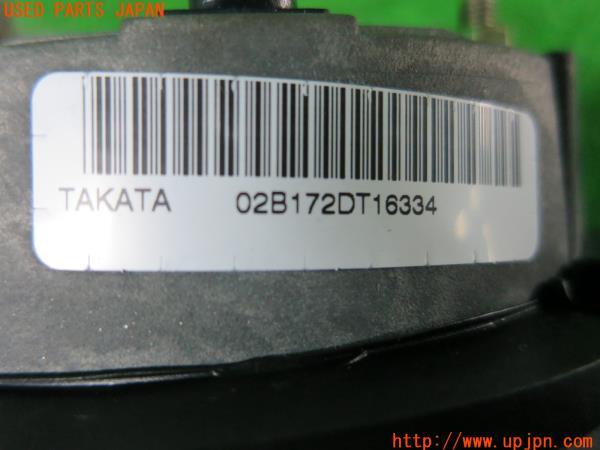 USED PARTS JAPAN
TAKATA 02B172DT16334
http://www.upjpn.com/